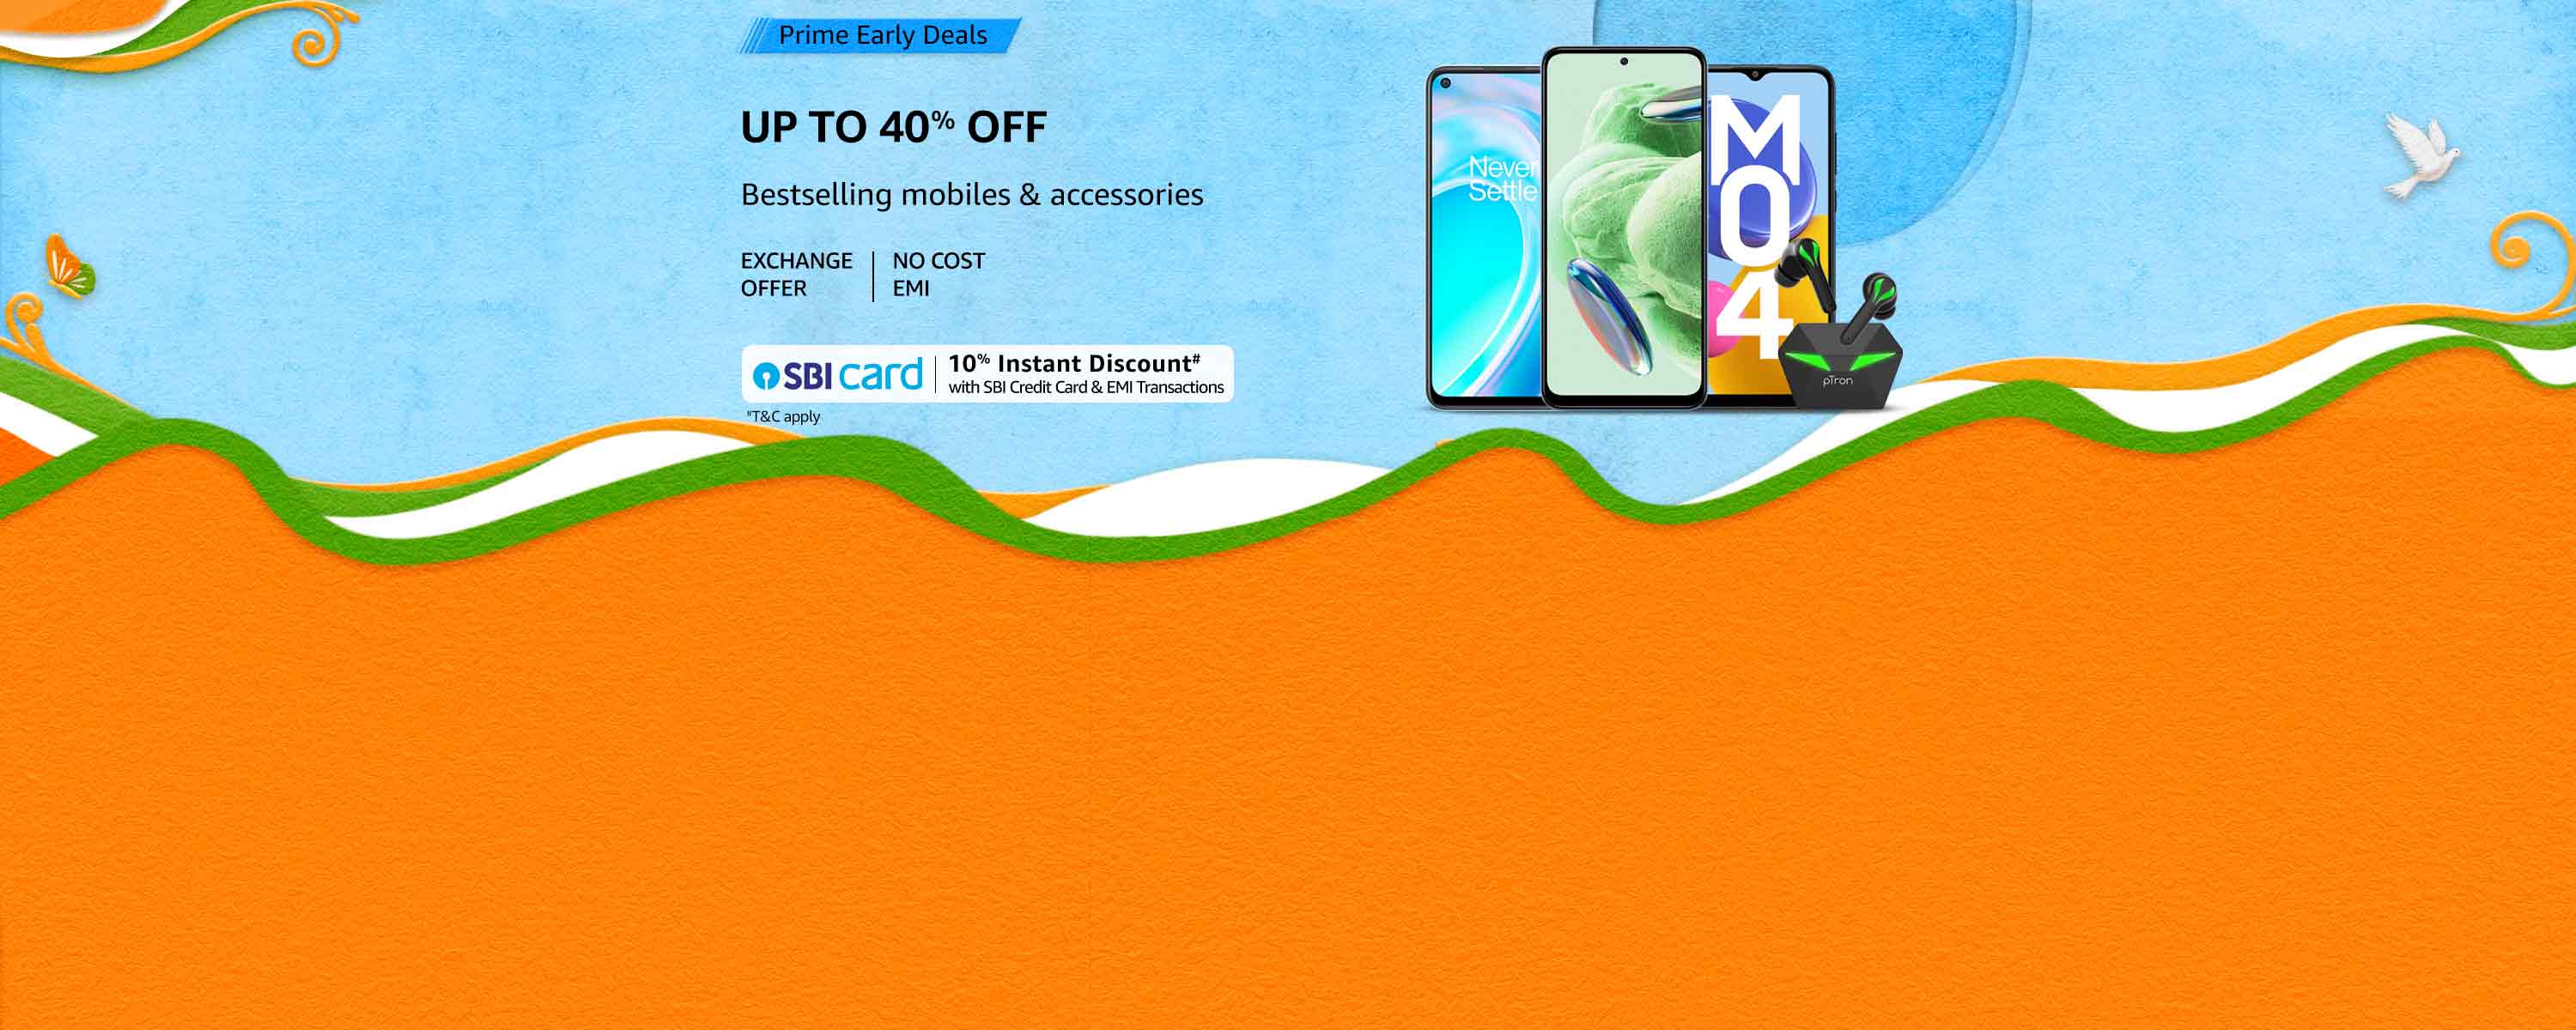 Prime Early Deals
UP TO 40% OFF
Bestselling mobiles & accessories
EXCHANGE
OFFER
NO COST
EMI
SBI card
10% Instant Discount#
with SBI Credit Card & EMI Transactions
#T&C apply
Never
Settle
M
0
4
pTron